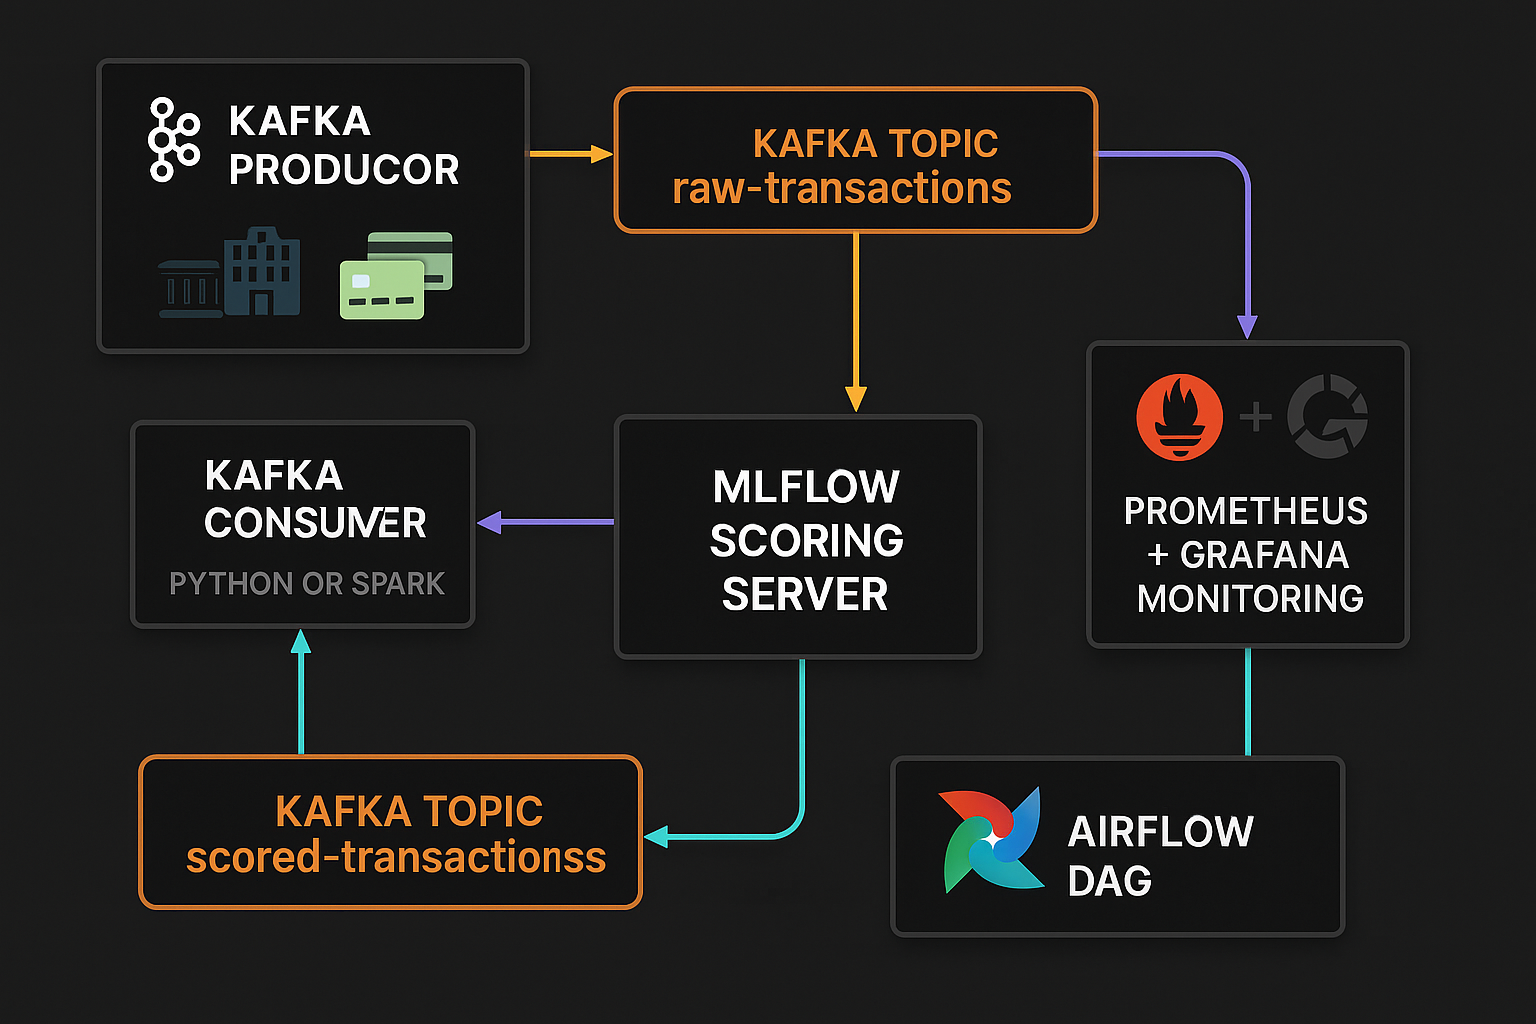 KAFKA
PRODUCOR
KAFKA TOPIC
raw-transactions
KAFKA
CONSUMER
PYTHON OR SPARK
MLFLOW
SCORING
SERVER
+
PROMETHEUS
+ GRAFANA
MONITORING
KAFKA TOPIC
scored-transactionss
AIRFLOW
DAG